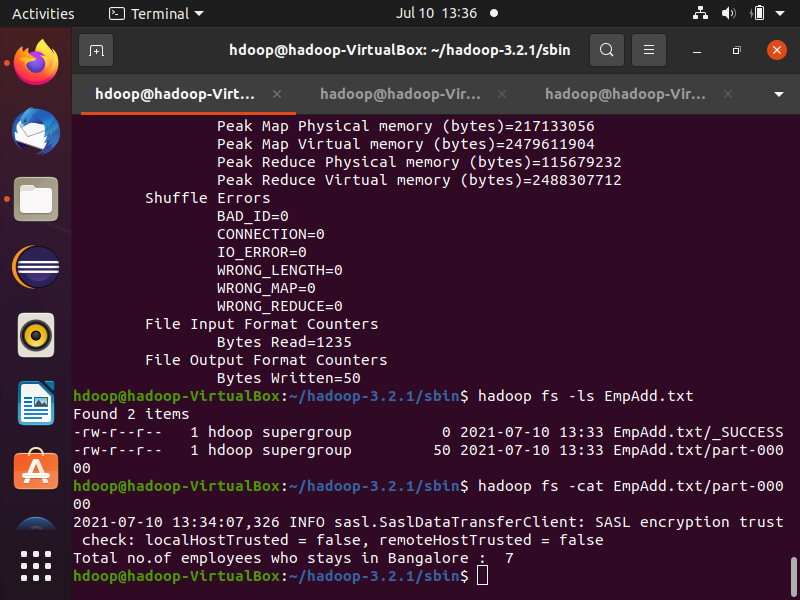 Activities Terminal Jul 10 13:36
hdoop@hadoop-VirtualBox: ~/hadoop-3.2.1/sbin
hdoop@hadoop-Virt... hadoop@hadoop-Vir... hadoop@hadoop-Vir...
Peak Map Physical memory (bytes)=217133056
Peak Map Virtual memory (bytes)=2479611904
Peak Reduce Physical memory (bytes)=115679232
Peak Reduce Virtual memory (bytes)=2488307712
Shuffle Errors
BAD_ID=0
CONNECTION=0
IO_ERROR=0
WRONG_LENGTH=0
WRONG_MAP=0
WRONG_REDUCE=0
File Input Format Counters
Bytes Read=1235
File Output Format Counters
Bytes Written=50
hdoop@hadoop-VirtualBox:~/hadoop-3.2.1/sbin$ hadoop fs -ls EmpAdd.txt
Found 2 items
-rw-r--r--   1 hdoop supergroup          0 2021-07-10 13:33 EmpAdd.txt/_SUCCESS
-rw-r--r--   1 hdoop supergroup         50 2021-07-10 13:33 EmpAdd.txt/part-000
00
hdoop@hadoop-VirtualBox:~/hadoop-3.2.1/sbin$ hadoop fs -cat EmpAdd.txt/part-000
00
2021-07-10 13:34:07,326 INFO sasl.SaslDataTransferClient: SASL encryption trust
check: localHostTrusted = false, remoteHostTrusted = false
Total no.of employees who stays in Bangalore :  7
hdoop@hadoop-VirtualBox:~/hadoop-3.2.1/sbin$